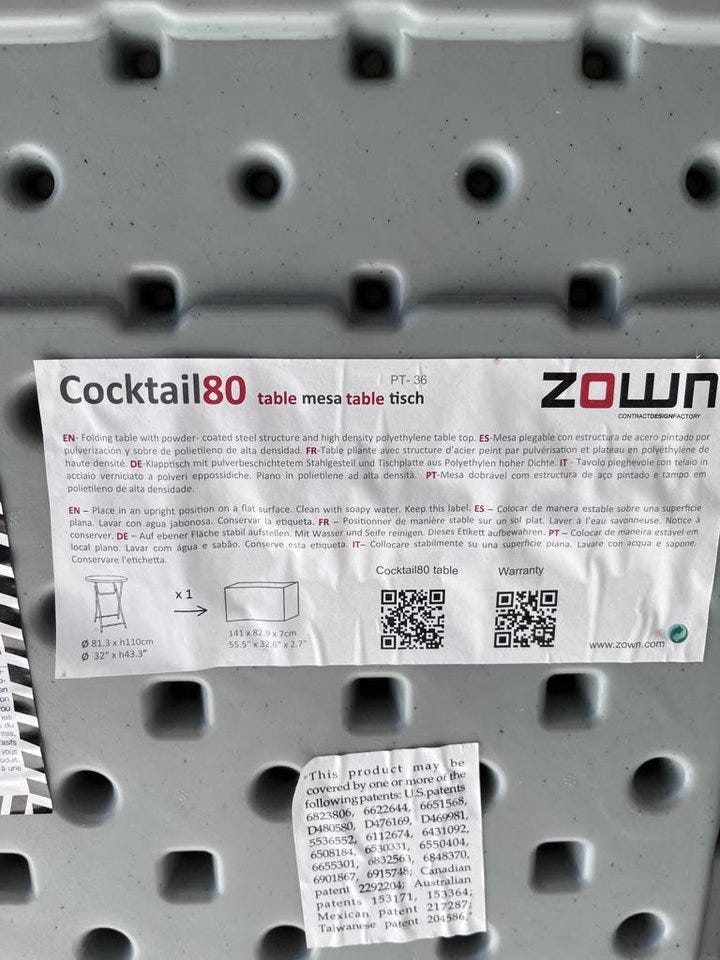 Cocktail80 table mesa table tisch
PT- 36
ZOWN
CONTRACTDESIGNFACTORY
EN- Folding table with powder- coated steel structure and high density polyethylene table top. ES-Mesa plegable con estructura de acero pintado por
pulverización y sobre de polietileno de alta densidad. FR-Table pliante avec structure d'acier peint par pulvérisation et plateau en polyéthylène de
haute densité. DE-Klapptisch mit pulverbeschichtetem Stahlgestell und Tischplatte aus Polyethylen hoher Dichte. IT - Tavolo pieghevole con telaio in
acciaio verniciato a polveri eppossidiche. Piano in polietilene ad alta densità. PT-Mesa dobrável com estrutura de aço pintado e tampo em
polietileno de alta densidade.
EN – Place in an upright position on a flat surface. Clean with soapy water. Keep this label. ES – Colocar de manera estable sobre una superficie
plana. Lavar con agua jabonosa. Conservar la etiqueta. FR – Positionner de manière stable sur un sol plat. Laver à l'eau savonneuse. Notice à
conserver. DE – Auf ebener Fläche stabil aufstellen. Mit Wasser und Seife reinigen. Dieses Etikett aufbewahren. PT – Colocar de maneira estável em
local plano. Lavar com água e sabão. Conserve esta etiqueta. IT– Collocare stabilmente su una superficie piana. Lavare con acqua e sapone.
Conservare l'etichetta.
Cocktail80 table
Warranty
x 1
Ø 81.3 x h110cm
Ø 32" x h43.3"
141 x 82.9 x 7cm
55.5" x 32.6" x 2.7"
www.zown.com
en
on
ou
les
du
ntes,
asifs
vous
oduit.
à une
"This product may be
covered by one or more of the
following patents: U.S.patents
6823806, 6622644, 6651568,
D480580, D476169, D469981,
5536552, 6112674, 6431092,
6508184, 6530331, 6550404,
6655301, 6832563, 6848370,
6901867, 6915748; Canadian
patent 2292204; Australian
patents 153171, 153364;
Mexican patent 217287;
Taiwanese patent 204586."